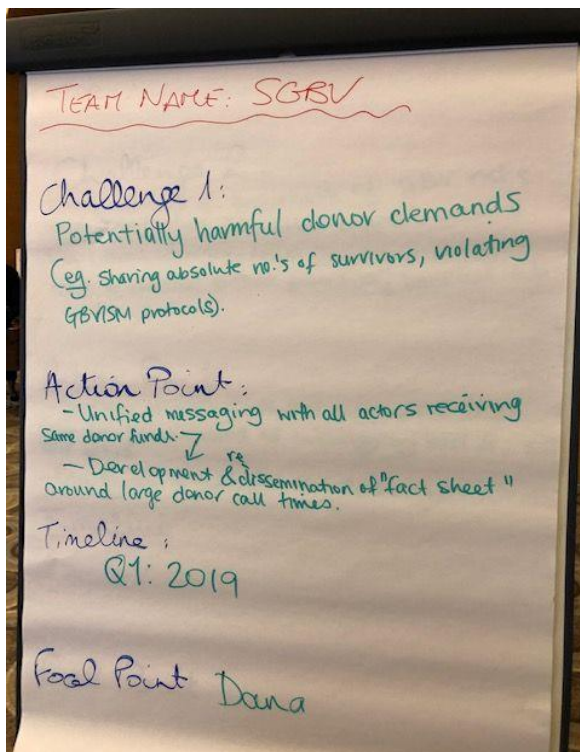 TEAM NAME: SGBV
Challenge 1:
Potentially harmful donor demands
(eg. sharing absolute no.'s of survivors, violating
GBVISM protocols).
Action Point:
- Unified messaging with all actors receiving
same donor funds.
- Development & re dissemination of "fact sheet"
around large donor call times.
Timeline:
Q1: 2019
Focal Point Dana